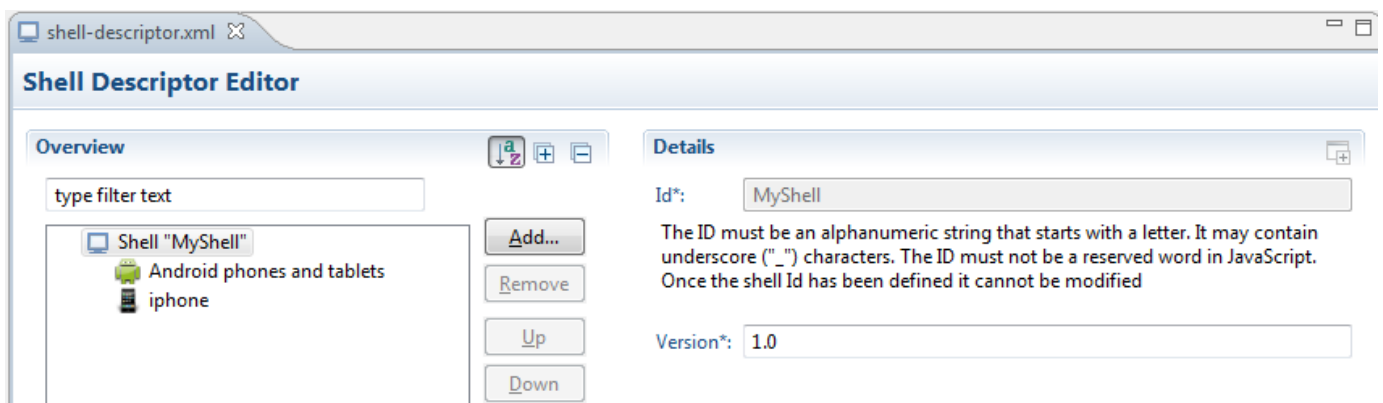 shell-descriptor.xml
Shell Descriptor Editor
Overview
a
z
type filter text
Shell "MyShell"
Android phones and tablets
iphone
Add...
Remove
Up
Down
Details
Id*:
MyShell
The ID must be an alphanumeric string that starts with a letter. It may contain
underscore ("_") characters. The ID must not be a reserved word in JavaScript.
Once the shell Id has been defined it cannot be modified
Version*:
1.0